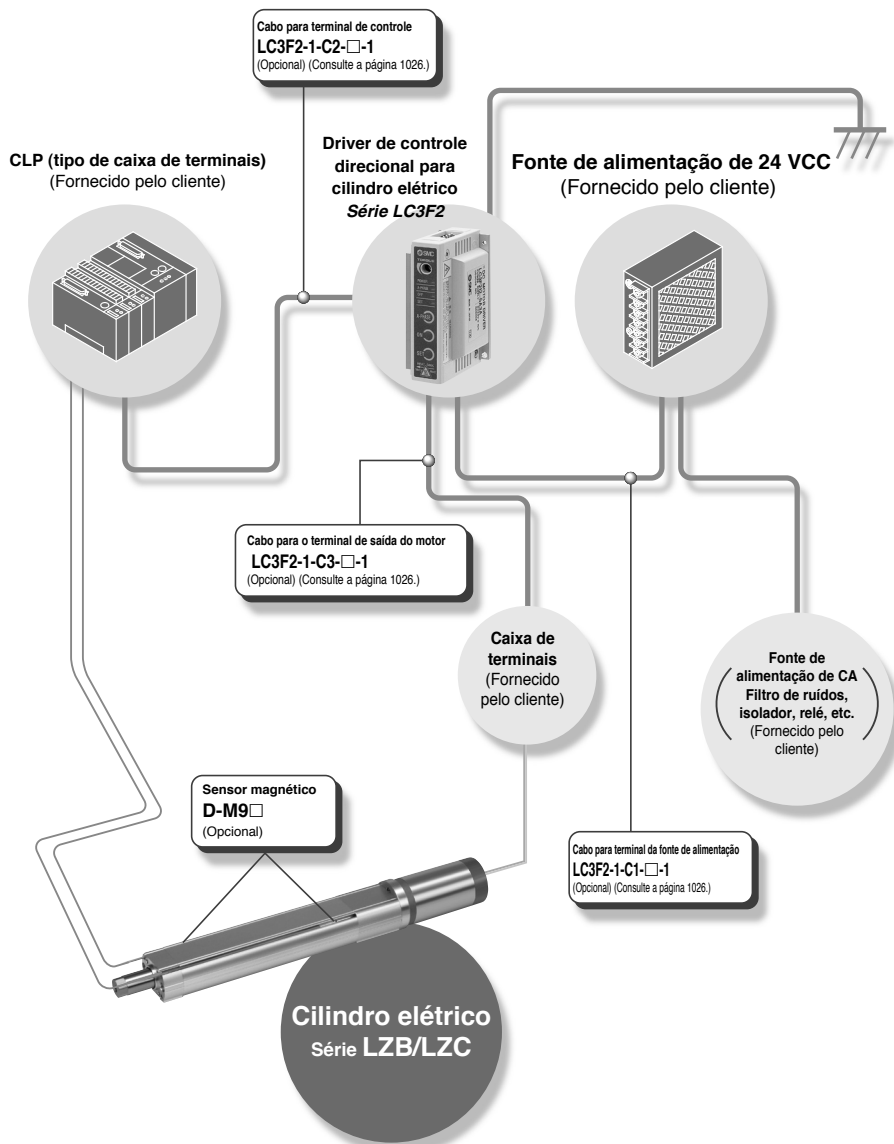 Cabo para terminal de controle
LC3F2-1-C2-□-1
(Opcional) (Consulte a página 1026.)
CLP (tipo de caixa de terminais)
(Fornecido pelo cliente)
Driver de controle
direcional para
cilindro elétrico
Série LC3F2
Fonte de alimentação de 24 VCC
(Fornecido pelo cliente)
SMC
Cabo para o terminal de saída do motor
LC3F2-1-C3-□-1
(Opcional) (Consulte a página 1026.)
Caixa de
terminais
(Fornecido
pelo cliente)
Fonte de
alimentação de CA
Filtro de ruídos,
isolador, relé, etc.
(Fornecido pelo
cliente)
Sensor magnético
D-M9□
(Opcional)
Cabo para terminal da fonte de alimentação
LC3F2-1-C1-□-1
(Opcional) (Consulte a página 1026.)
Cilindro elétrico
Série LZB/LZC